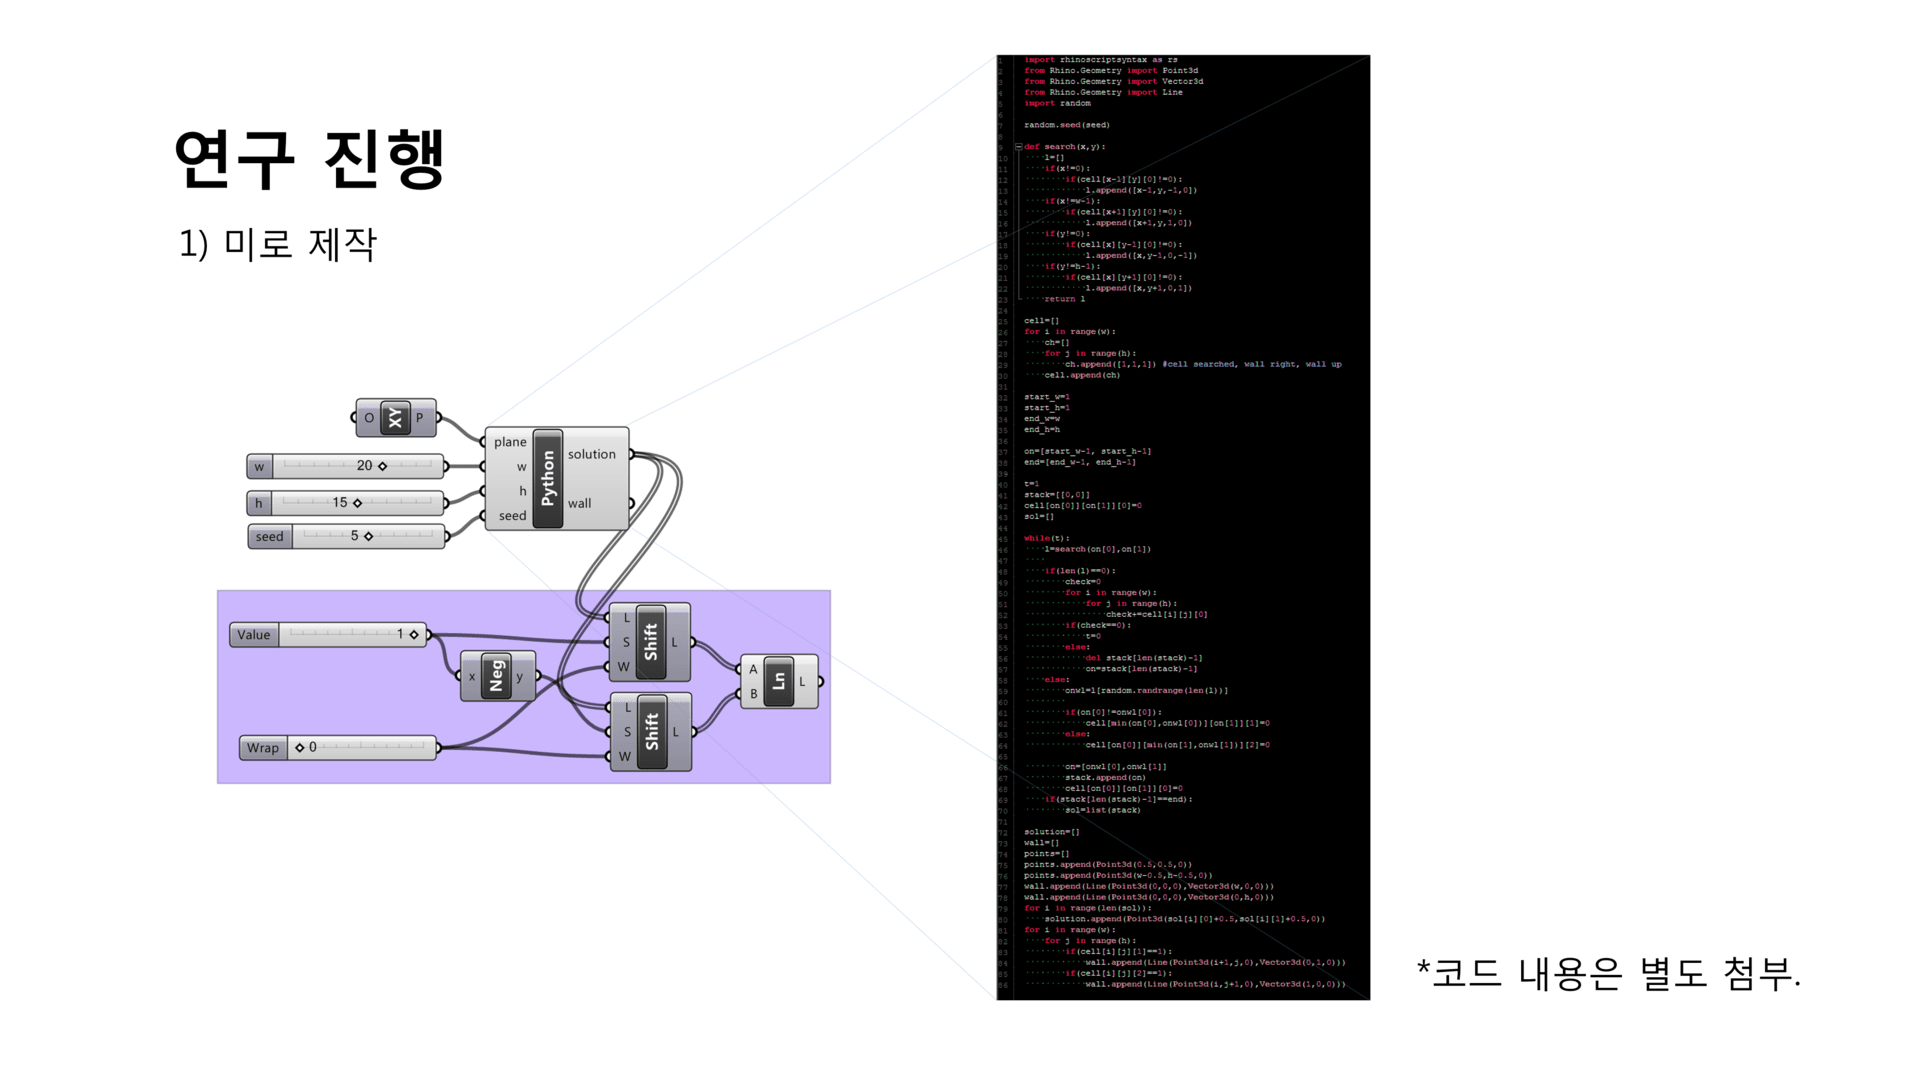 연구 진행
1) 미로 제작
O XY P
w 20
h 15
seed 5
plane
w
h
seed
Python
solution
wall
Value 1
x Neg y
Wrap 0
L
S
W
Shift
L
L
S
W
Shift
L
A
B
Ln
L
import rhinoscriptsyntax as rs
from Rhino.Geometry import Point3d
from Rhino.Geometry import Vector3d
from Rhino.Geometry import Line
import random
random.seed(seed)
def search(x,y):
l=[]
if(x!=0):
if(cell[x-1][y][0]!=0):
l.append([x-1,y,-1,0])
if(x!=w-1):
if(cell[x+1][y][0]!=0):
l.append([x+1,y,1,0])
if(y!=0):
if(cell[x][y-1][0]!=0):
l.append([x,y-1,0,-1])
if(y!=h-1):
if(cell[x][y+1][0]!=0):
l.append([x,y+1,0,1])
return l
cell=[]
for i in range(w):
ch=[]
for j in range(h):
ch.append([1,1,1]) #cell searched, wall right, wall up
cell.append(ch)
start_w=1
start_h=1
end_w=w
end_h=h
on=[start_w-1, start_h-1]
end=[end_w-1, end_h-1]
t=1
stack=[[0,0]]
cell[on[0]][on[1]][0]=0
sol=[]
while(t):
l=search(on[0],on[1])
if(len(l)==0):
check=0
for i in range(w):
for j in range(h):
check+=cell[i][j][0]
if(check==0):
t=0
else:
del stack[len(stack)-1]
on=stack[len(stack)-1]
else:
onwl=l[random.randrange(len(l))]
if(on[0]!=onwl[0]):
cell[min(on[0],onwl[0])][on[1]][1]=0
else:
cell[on[0]][min(on[1],onwl[1])][2]=0
on=[onwl[0],onwl[1]]
stack.append(on)
cell[on[0]][on[1]][0]=0
if(stack[len(stack)-1]==end):
sol=list(stack)
solution=[]
wall=[]
points=[]
points.append(Point3d(0.5,0.5,0))
points.append(Point3d(w-0.5,h-0.5,0))
wall.append(Line(Point3d(0,0,0),Vector3d(w,0,0)))
wall.append(Line(Point3d(0,0,0),Vector3d(0,h,0)))
for i in range(len(sol)):
solution.append(Point3d(sol[i][0]+0.5,sol[i][1]+0.5,0))
for i in range(w):
for j in range(h):
if(cell[i][j][1]==1):
wall.append(Line(Point3d(i+1,j,0),Vector3d(0,1,0)))
if(cell[i][j][2]==1):
wall.append(Line(Point3d(i,j+1,0),Vector3d(1,0,0)))
*코드 내용은 별도 첨부.